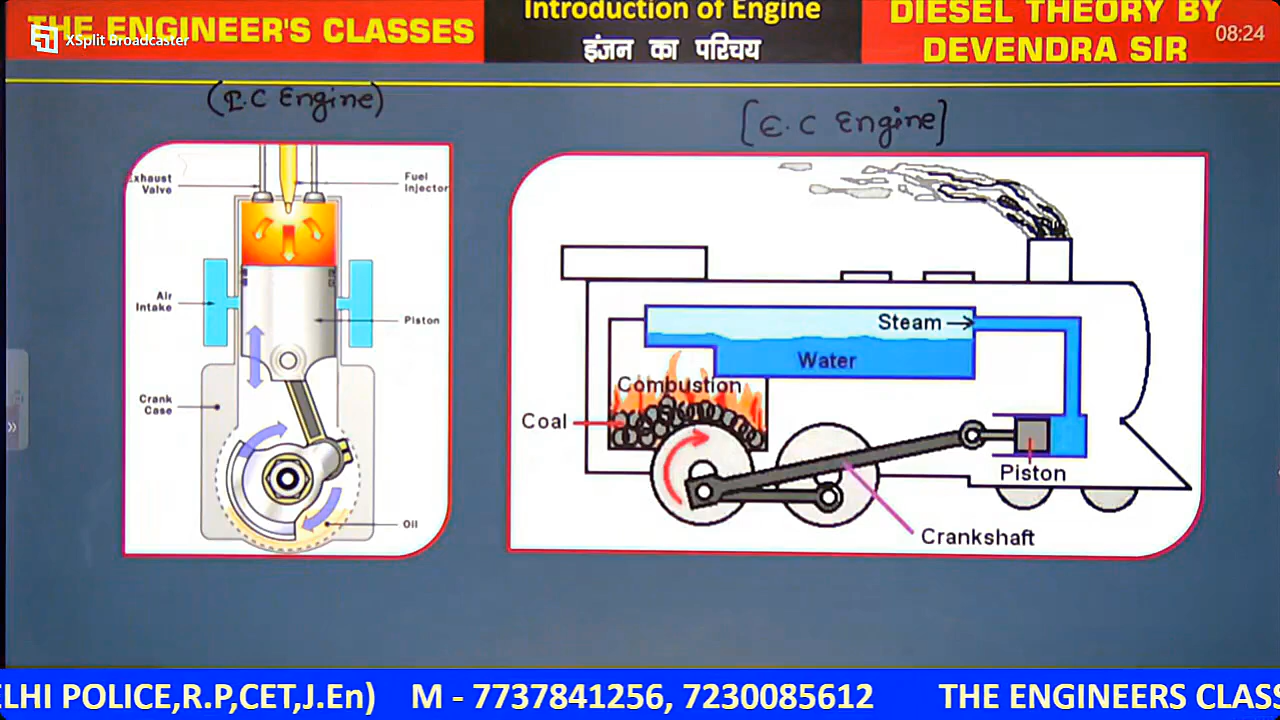 THE ENGINEER'S CLASSES
XSplit Broadcaster
Introduction of Engine
इंजन का परिचय
DIESEL THEORY BY
DEVENDRA SIR
08:24
(I.C Engine)
[E.C Engine]
Exhaust
Valve
Fuel
Injector
Air
Intake
Piston
Crank
Case
Oil
Steam
Water
Combustion
Coal
Piston
Crankshaft
ELHI POLICE,R.P,CET,J.En) M - 7737841256, 7230085612 THE ENGINEERS CLASS